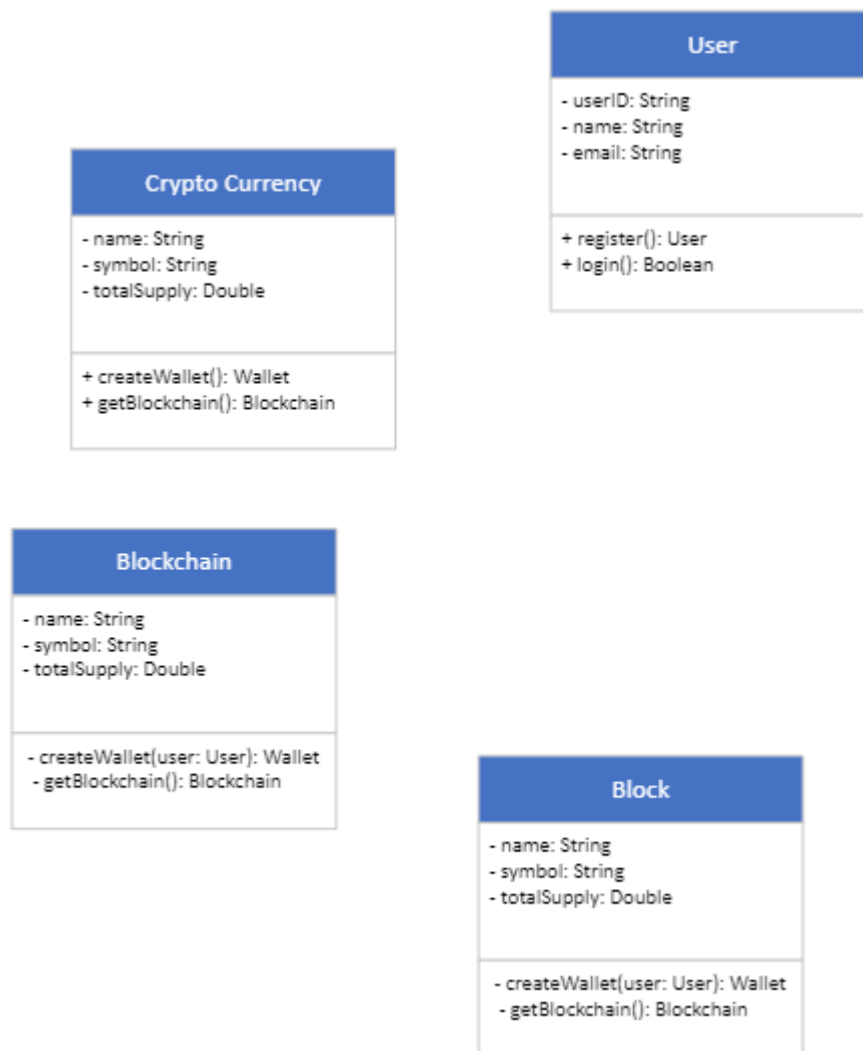 User
- userID: String
- name: String
- email: String
+ register(): User
+ login(): Boolean
Crypto Currency
- name: String
- symbol: String
- totalSupply: Double
+ createWallet(): Wallet
+ getBlockchain(): Blockchain
Blockchain
- name: String
- symbol: String
- totalSupply: Double
- createWallet(user: User): Wallet
- getBlockchain(): Blockchain
Block
- name: String
- symbol: String
- totalSupply: Double
- createWallet(user: User): Wallet
- getBlockchain(): Blockchain